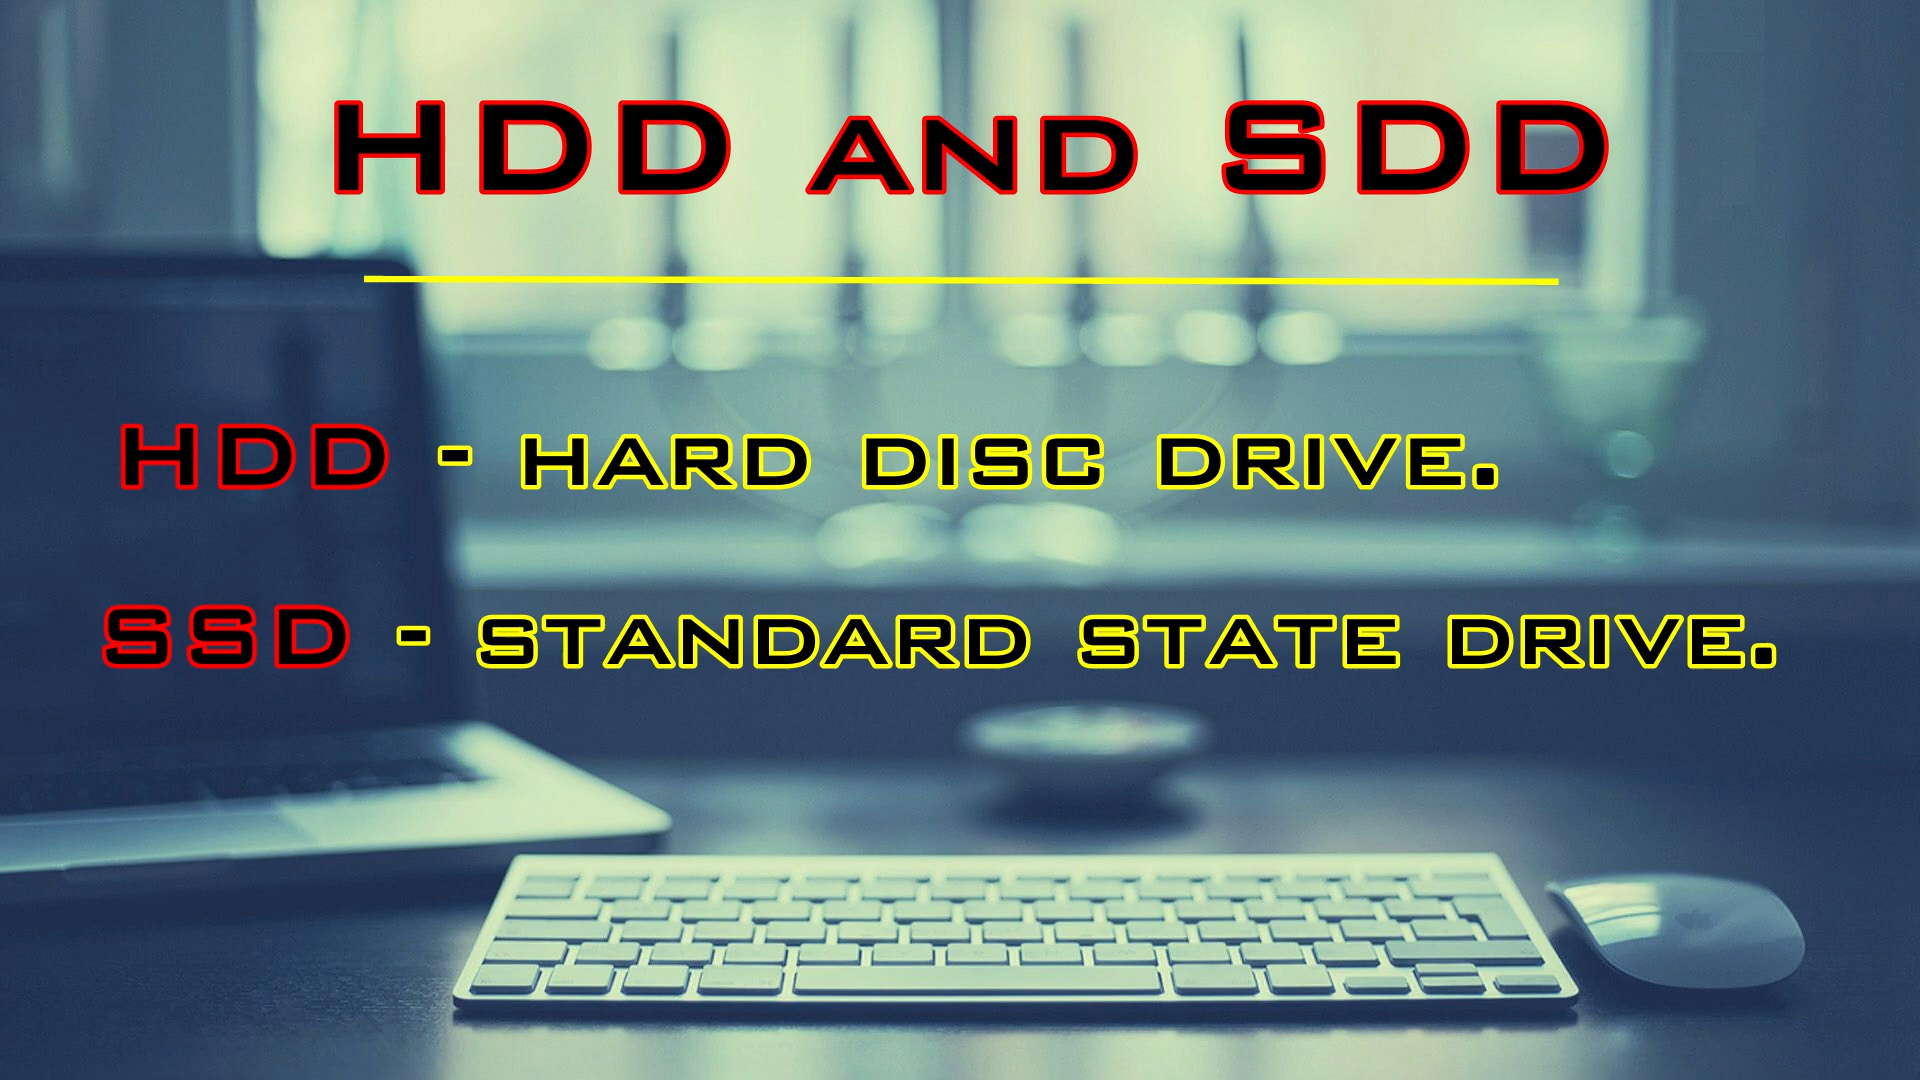 HDD AND SDD
HDD - HARD DISC DRIVE.
SSD - STANDARD STATE DRIVE.